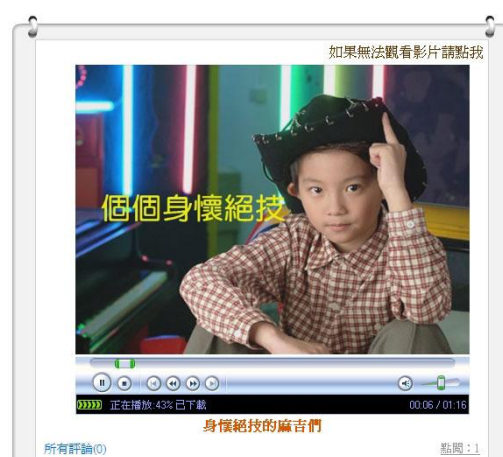 如果無法觀看影片請點我
個個身懷絕技
正在播放:43% 已下載
00:06 / 01:16
身懷絕技的麻吉們
所有評論(0)
點閱：1